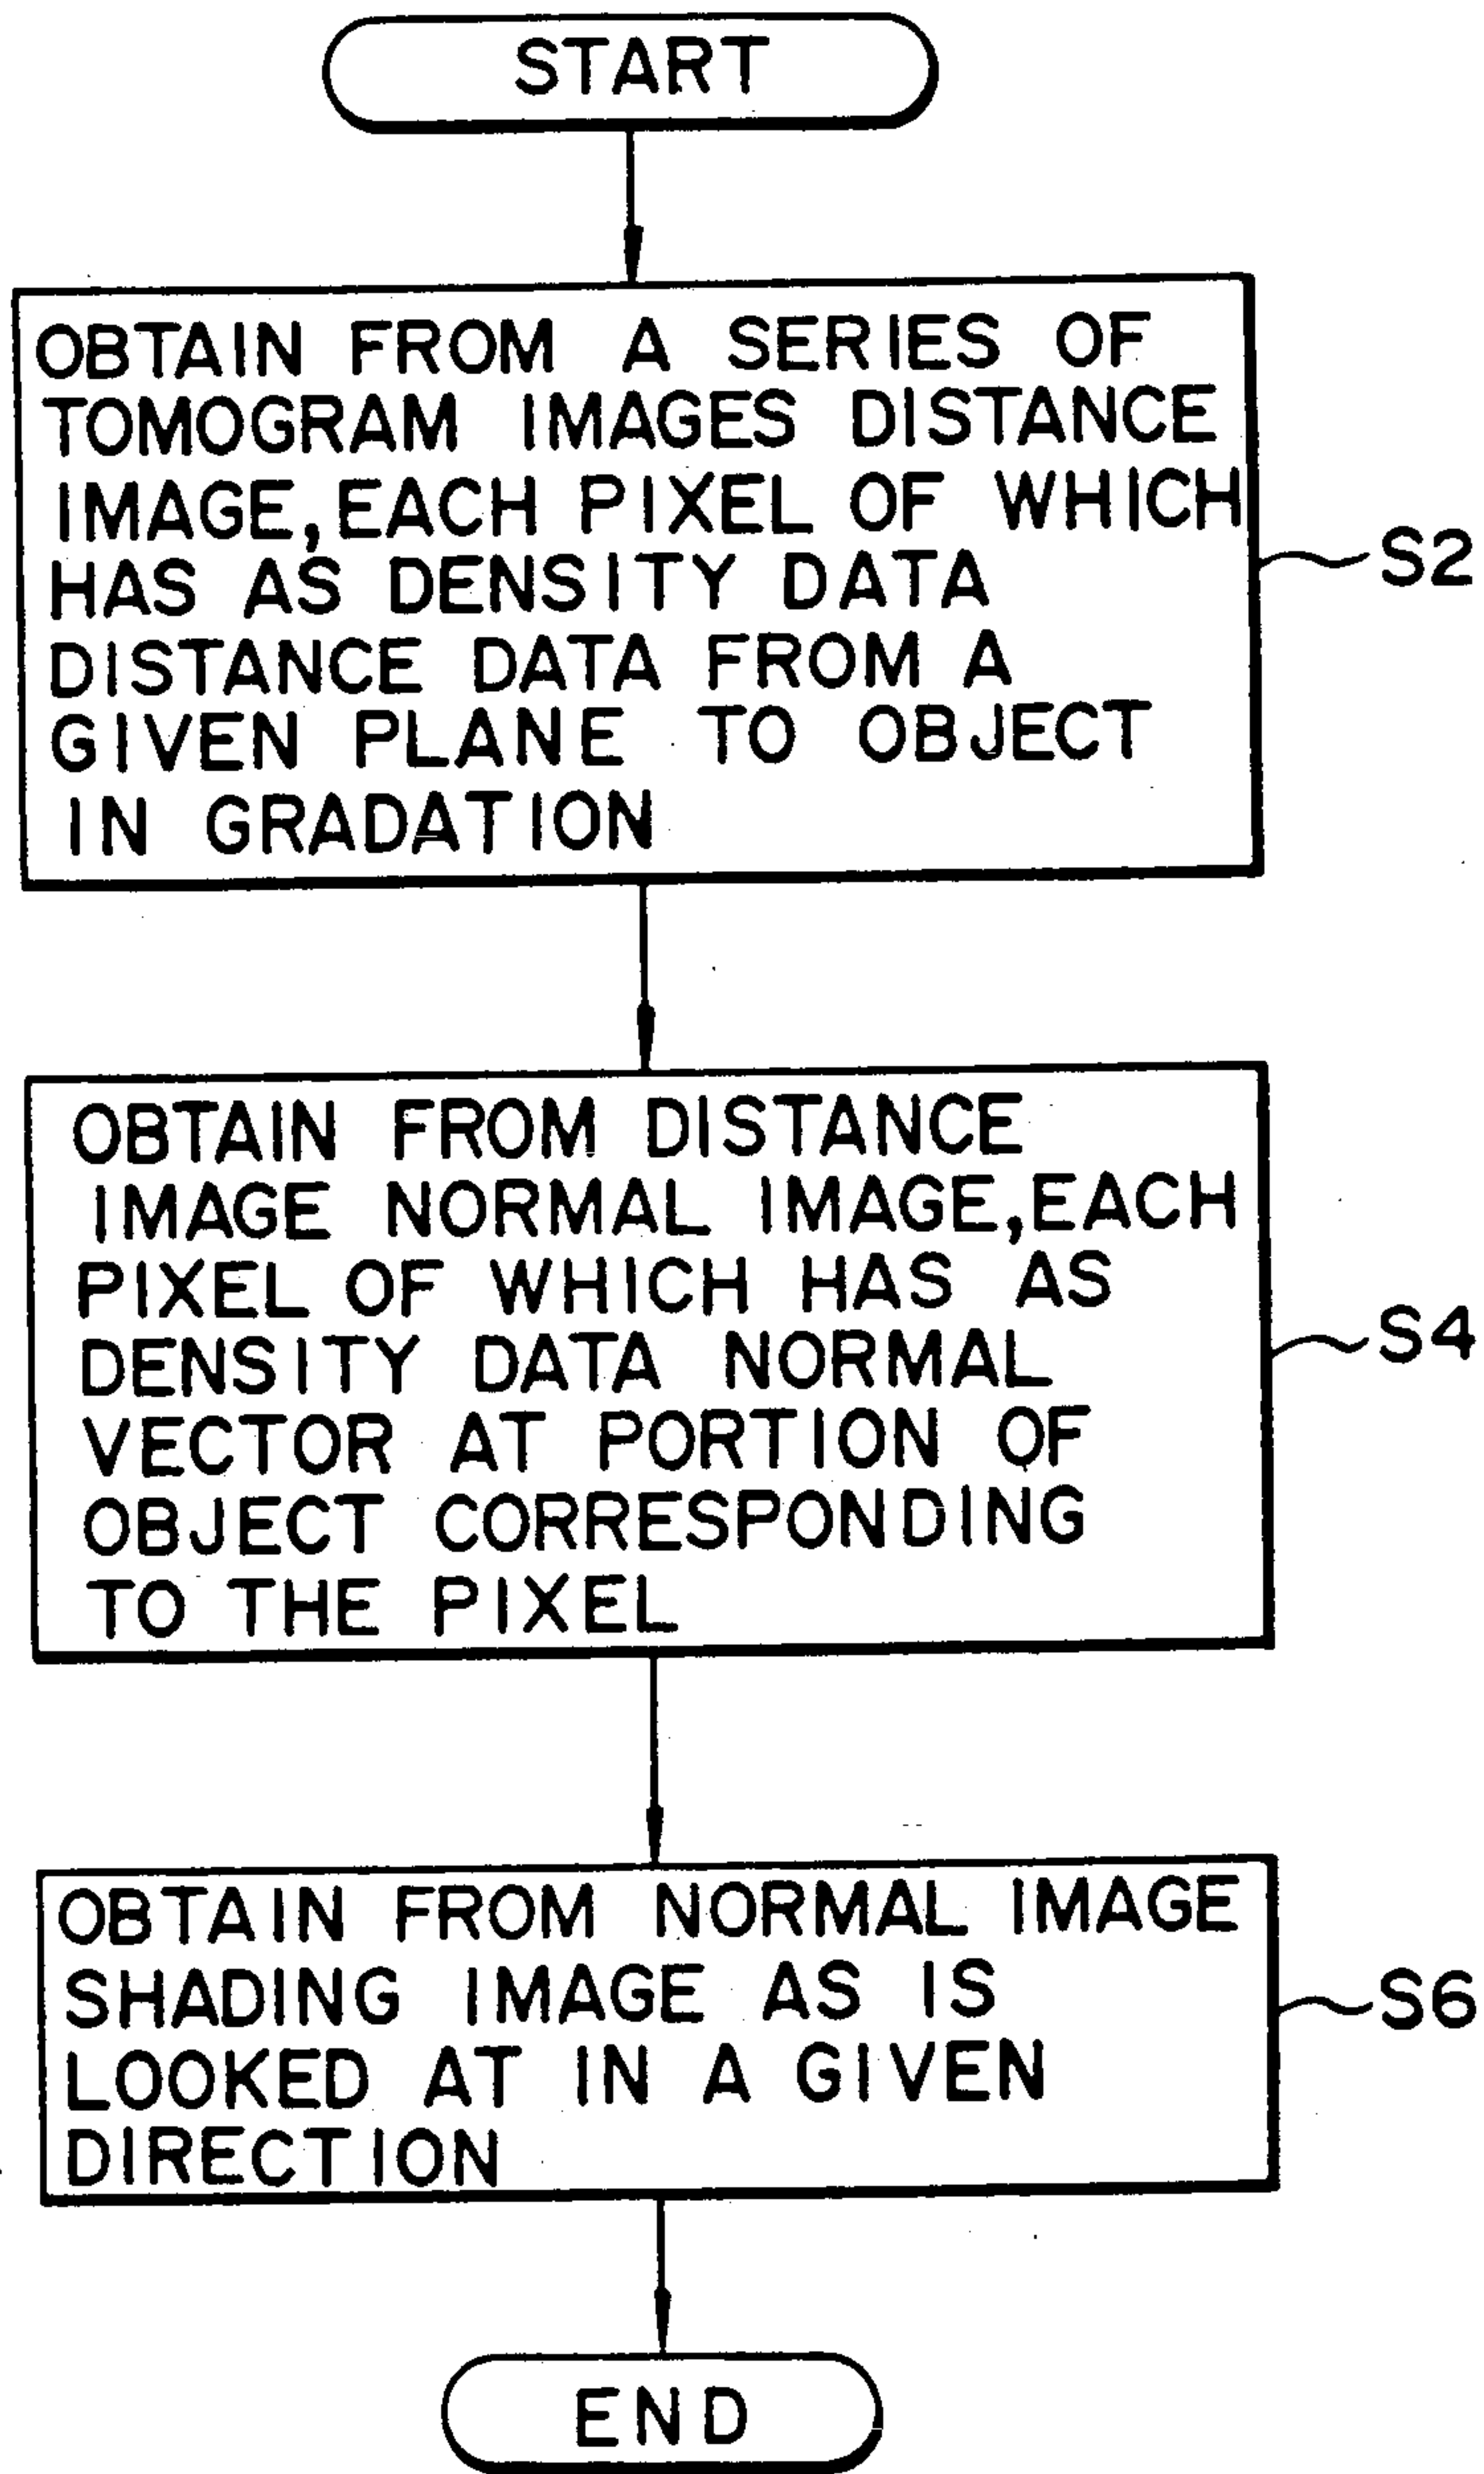 START
OBTAIN FROM A SERIES OF
TOMOGRAM IMAGES DISTANCE
IMAGE, EACH PIXEL OF WHICH
HAS AS DENSITY DATA
DISTANCE DATA FROM A
GIVEN PLANE TO OBJECT
IN GRADATION
S2
OBTAIN FROM DISTANCE
IMAGE NORMAL IMAGE, EACH
PIXEL OF WHICH HAS AS
DENSITY DATA NORMAL
VECTOR AT PORTION OF
OBJECT CORRESPONDING
TO THE PIXEL
S4
OBTAIN FROM NORMAL IMAGE
SHADING IMAGE AS IS
LOOKED AT IN A GIVEN
DIRECTION
S6
END